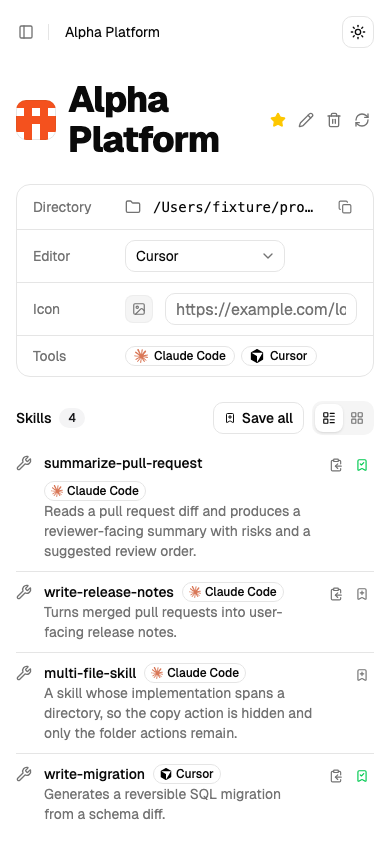 Alpha Platform
Alpha
Platform
Directory /Users/fixture/pro…
Editor Cursor
Icon https://example.com/lo
Tools Claude Code Cursor
Skills 4 Save all
summarize-pull-request
Claude Code
Reads a pull request diff and produces a
reviewer-facing summary with risks and a
suggested review order.
write-release-notes Claude Code
Turns merged pull requests into user-
facing release notes.
multi-file-skill Claude Code
A skill whose implementation spans a
directory, so the copy action is hidden and
only the folder actions remain.
write-migration Cursor
Generates a reversible SQL migration
from a schema diff.